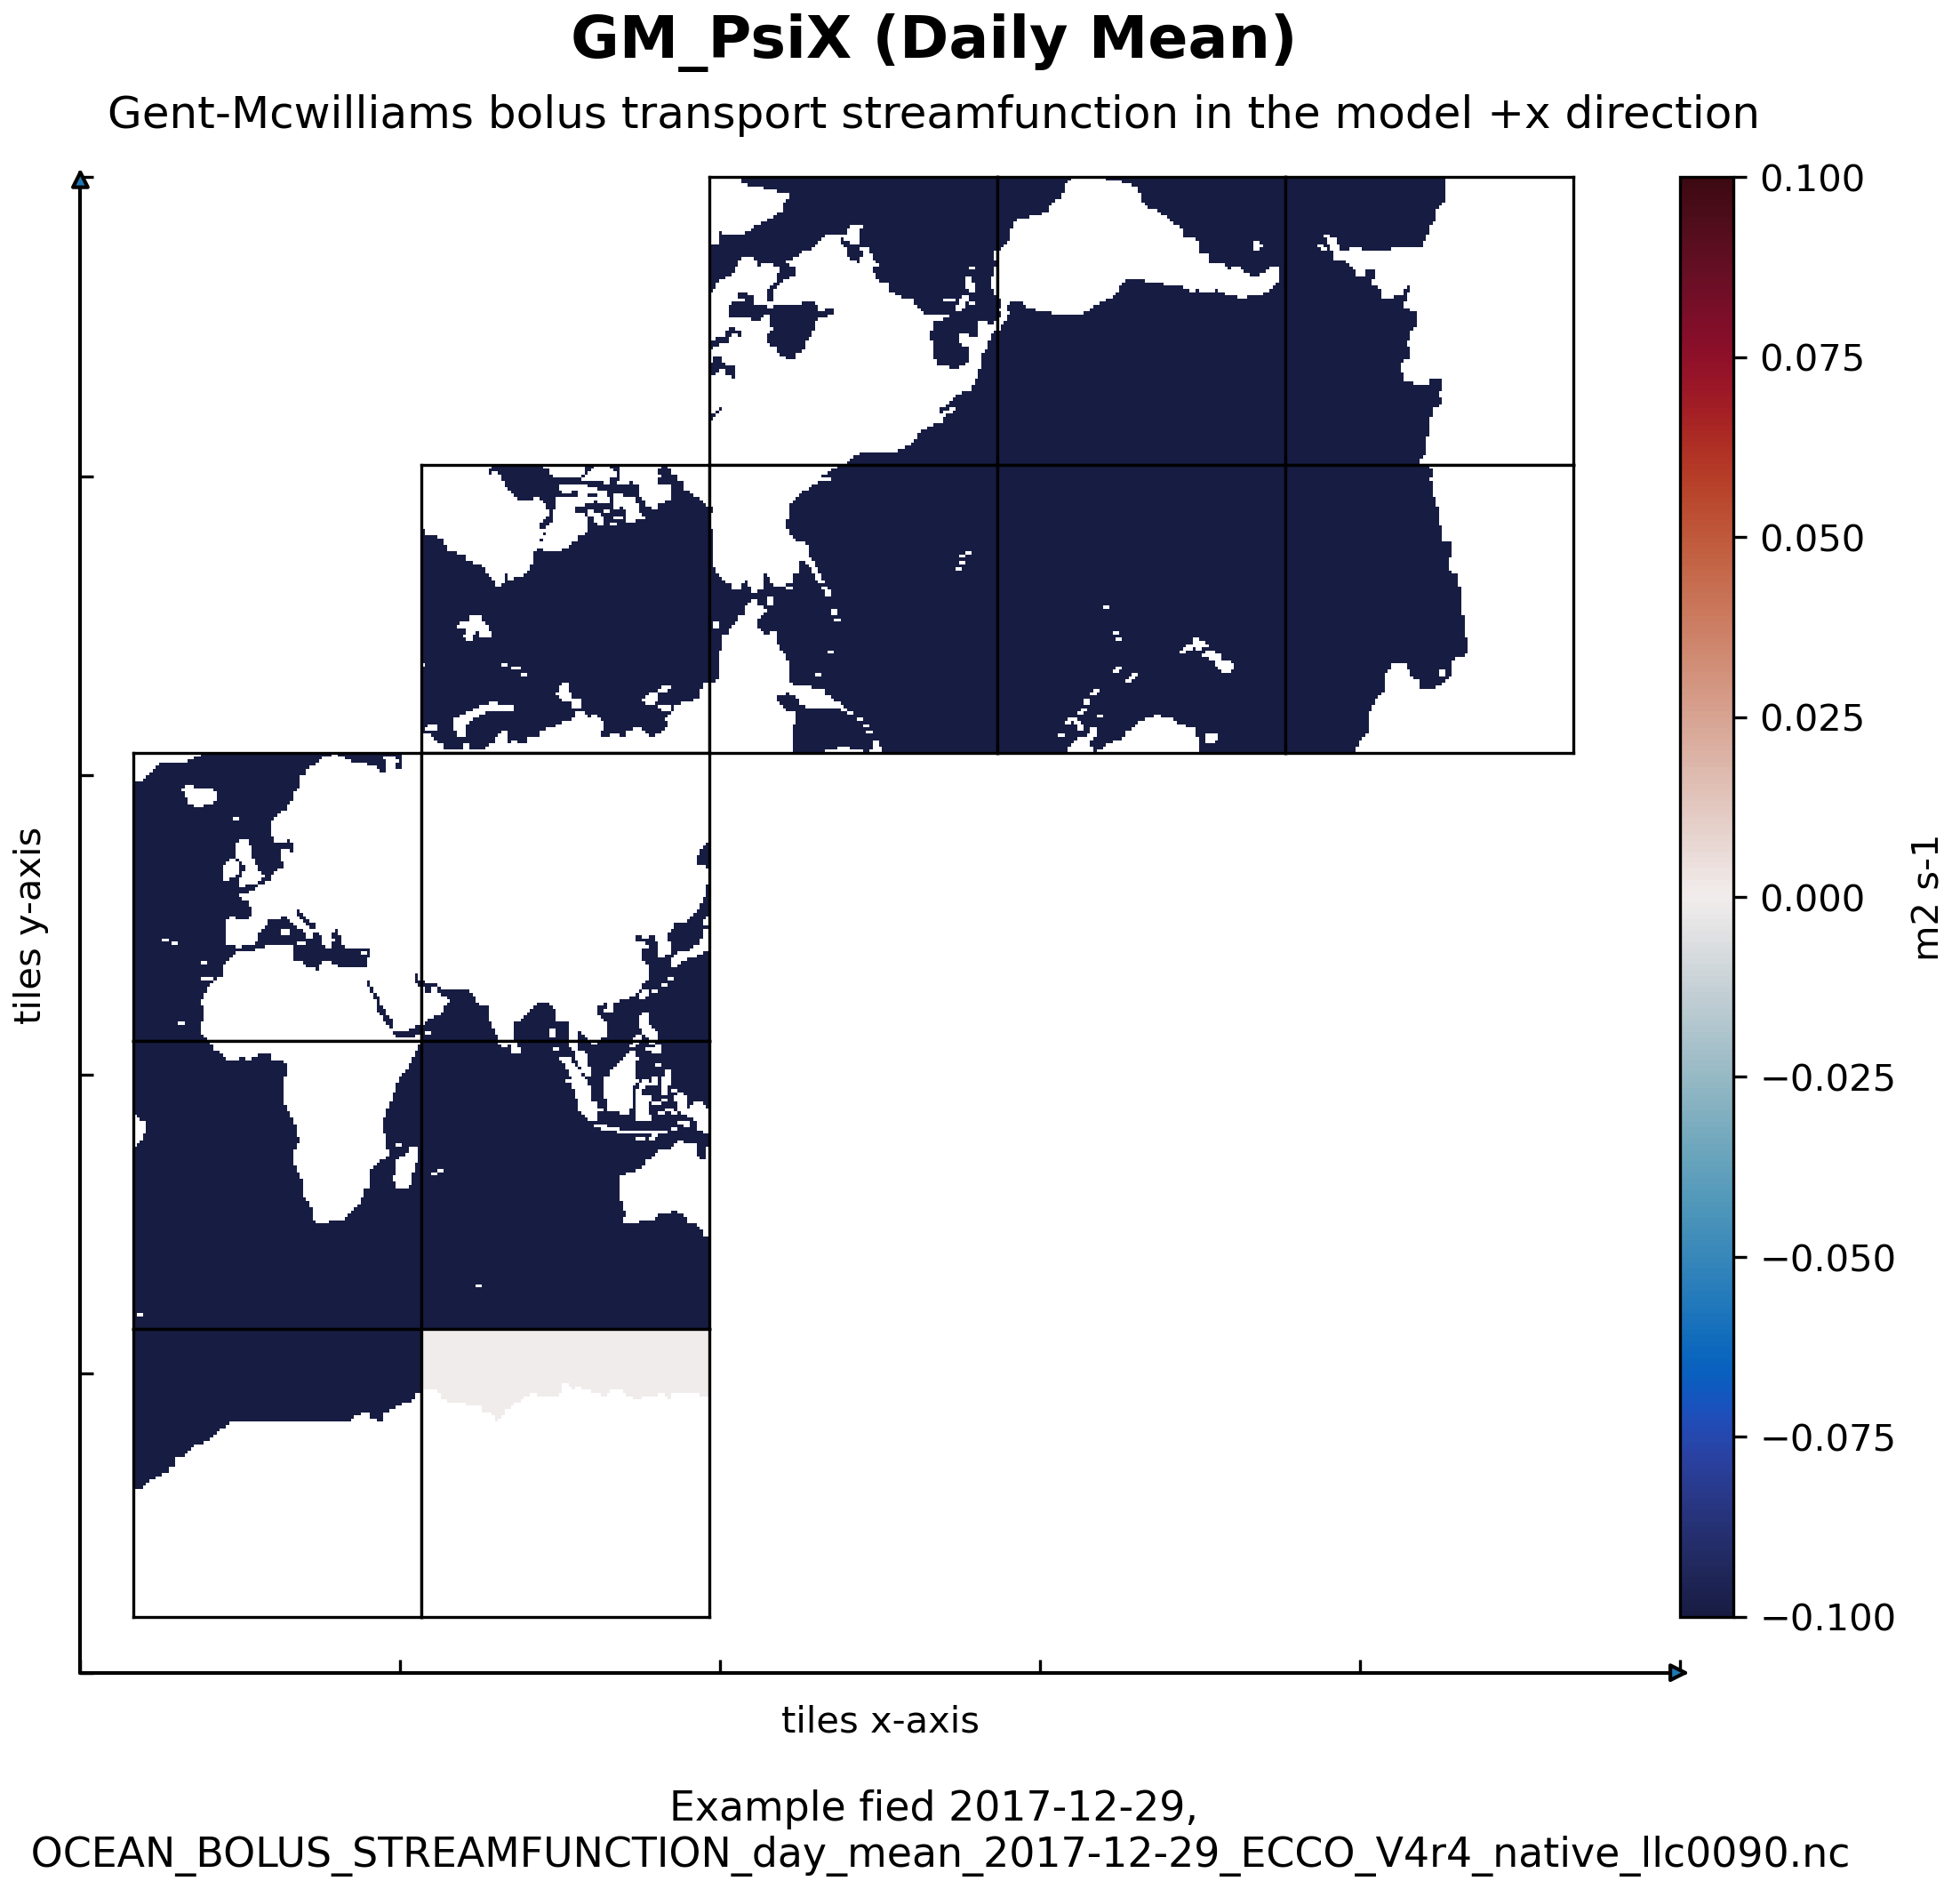 GM_PsiX (Daily Mean)
Gent-Mcwilliams bolus transport streamfunction in the model +x direction
0.100
0.075
0.050
0.025
0.000
−0.025
−0.050
−0.075
−0.100
m2 s-1
tiles y-axis
tiles x-axis
Example fied 2017-12-29,
OCEAN_BOLUS_STREAMFUNCTION_day_mean_2017-12-29_ECCO_V4r4_native_llc0090.nc